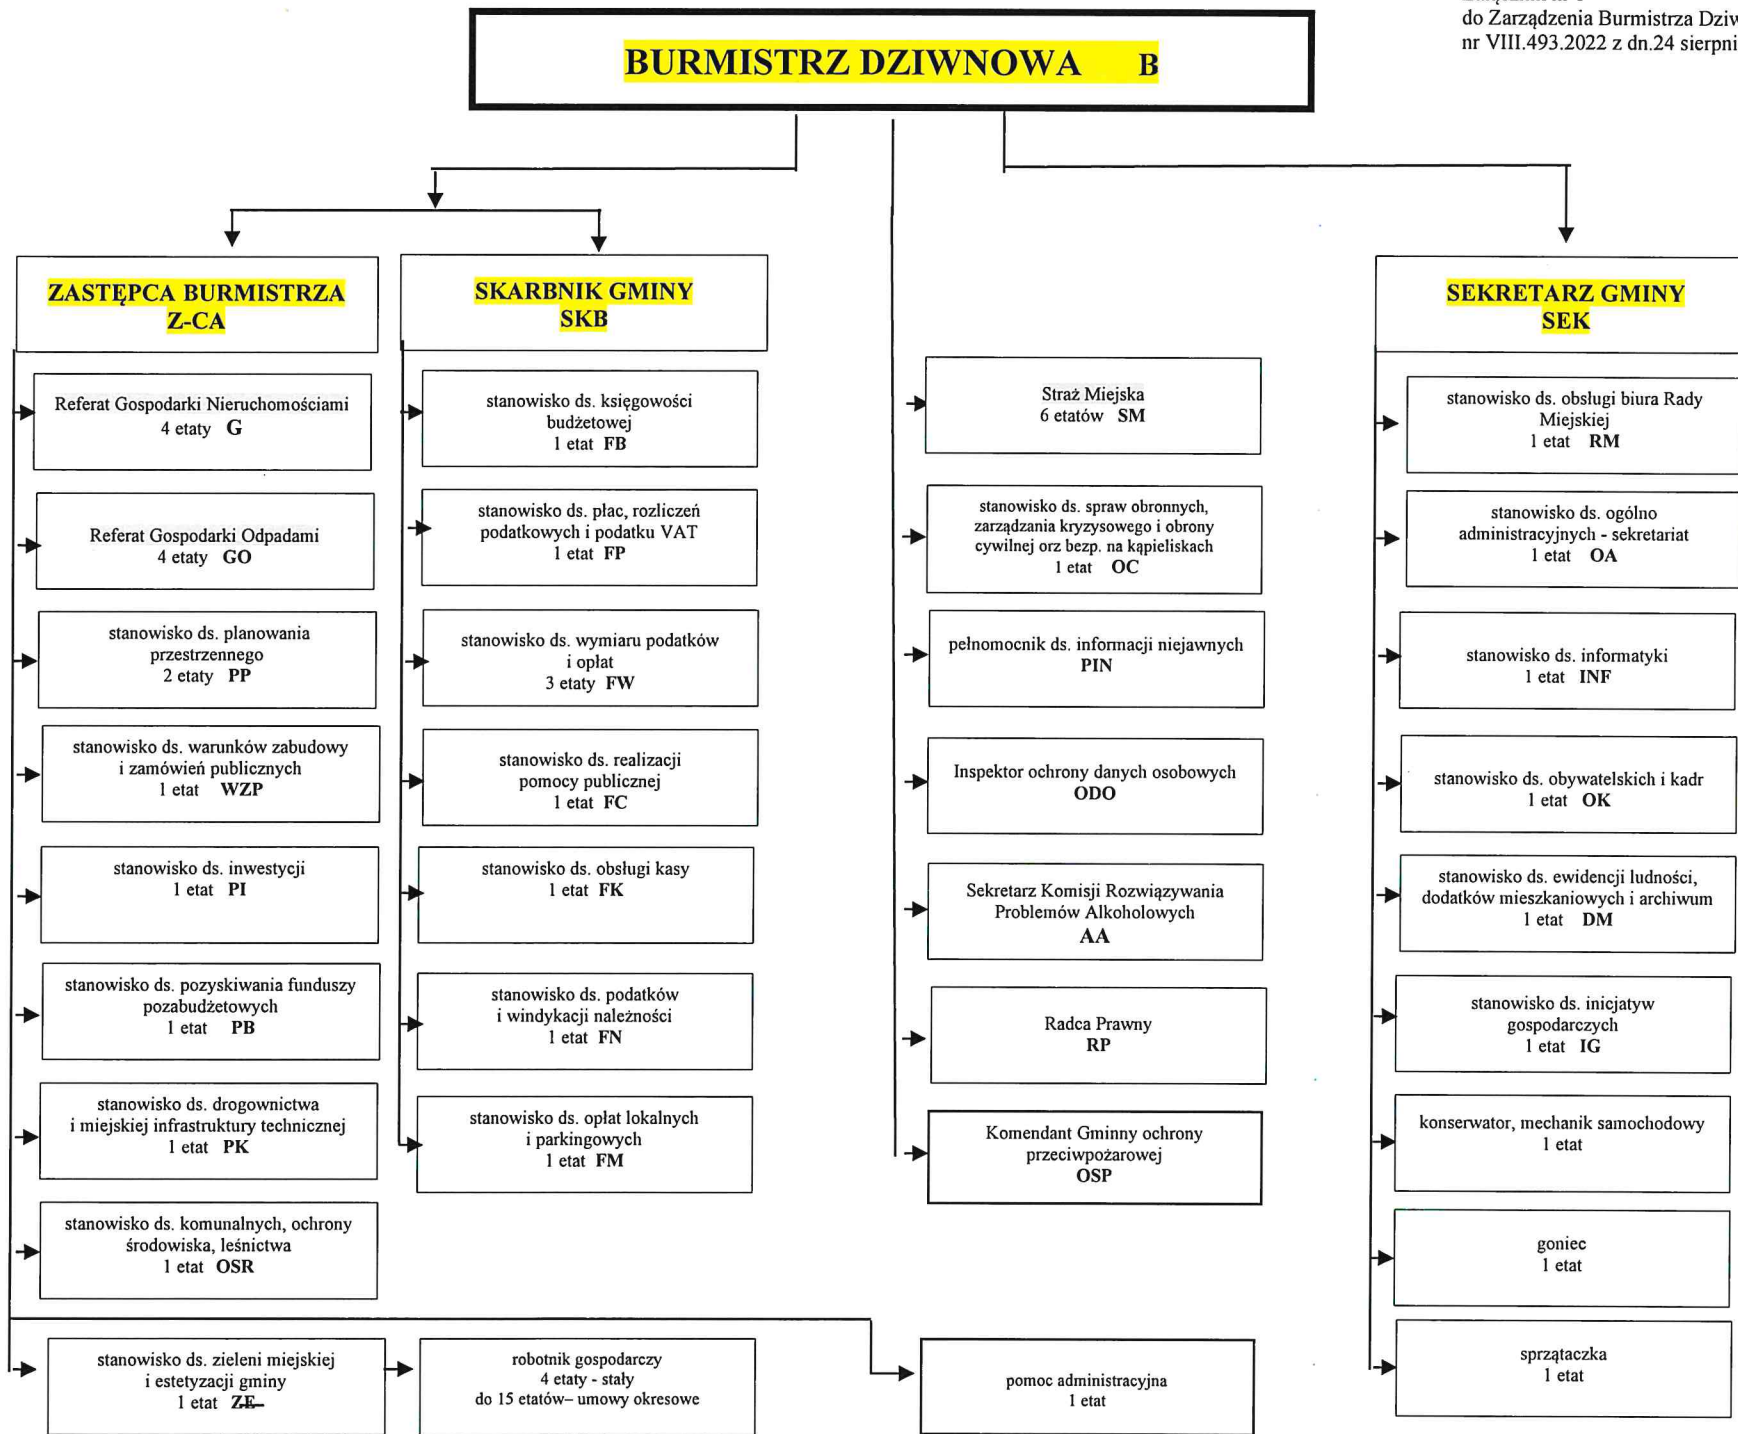 do Zarządzenia Burmistrza
nr VIII.493.2022 z dn.24
BURMISTRZ DZIWNOWA B
ZASTĘPCA BURMISTRZA
Z-CA
Referat Gospodarki Nieruchomościami
4 etaty G
Referat Gospodarki Odpadami
4 etaty GO
stanowisko ds. planowania
przestrzennego
2 etaty PP
stanowisko ds. warunków zabudowy
i zamówień publicznych
1 etat WZP
stanowisko ds. inwestycji
1 etat PI
stanowisko ds. pozyskiwania funduszy
pozabudżetowych
1 etat PB
stanowisko ds. drogownictwa
i miejskiej infrastruktury technicznej
1 etat PK
stanowisko ds. komunalnych, ochrony
środowiska, leśnictwa
1 etat OSR
stanowisko ds. zieleni miejskiej
i estetyzacji gminy
1 etat ZE
robotnik gospodarczy
4 etaty - stały
do 15 etatów– umowy okresowe
pomoc administracyjna
1 etat
SKARBNIK GMINY
SKB
stanowisko ds. księgowości
budżetowej
1 etat FB
stanowisko ds. płac, rozliczeń
podatkowych i podatku VAT
1 etat FP
stanowisko ds. wymiaru podatków
i opłat
3 etaty FW
stanowisko ds. realizacji
pomocy publicznej
1 etat FC
stanowisko ds. obsługi kasy
1 etat FK
stanowisko ds. podatków
i windykacji należności
1 etat FN
stanowisko ds. opłat lokalnych
i parkingowych
1 etat FM
Straż Miejska
6 etatów SM
stanowisko ds. spraw obronnych,
zarządzania kryzysowego i obrony
cywilnej orz bezp. na kąpieliskach
1 etat OC
pełnomocnik ds. informacji niejawnych
PIN
Inspektor ochrony danych osobowych
ODO
Sekretarz Komisji Rozwiązywania
Problemów Alkoholowych
AA
Radca Prawny
RP
Komendant Gminny ochrony
przeciwpożarowej
OSP
SEKRETARZ GMINY
SEK
stanowisko ds. obsługi biura Rady
Miejskiej
1 etat RM
stanowisko ds. ogólno
administracyjnych - sekretariat
1 etat OA
stanowisko ds. informatyki
1 etat INF
stanowisko ds. obywatelskich i kadr
1 etat OK
stanowisko ds. ewidencji ludności,
dodatków mieszkaniowych i archiwum
1 etat DM
stanowisko ds. inicjatyw
gospodarczych
1 etat IG
konserwator, mechanik samochodowy
1 etat
goniec
1 etat
sprzątaczka
1 etat